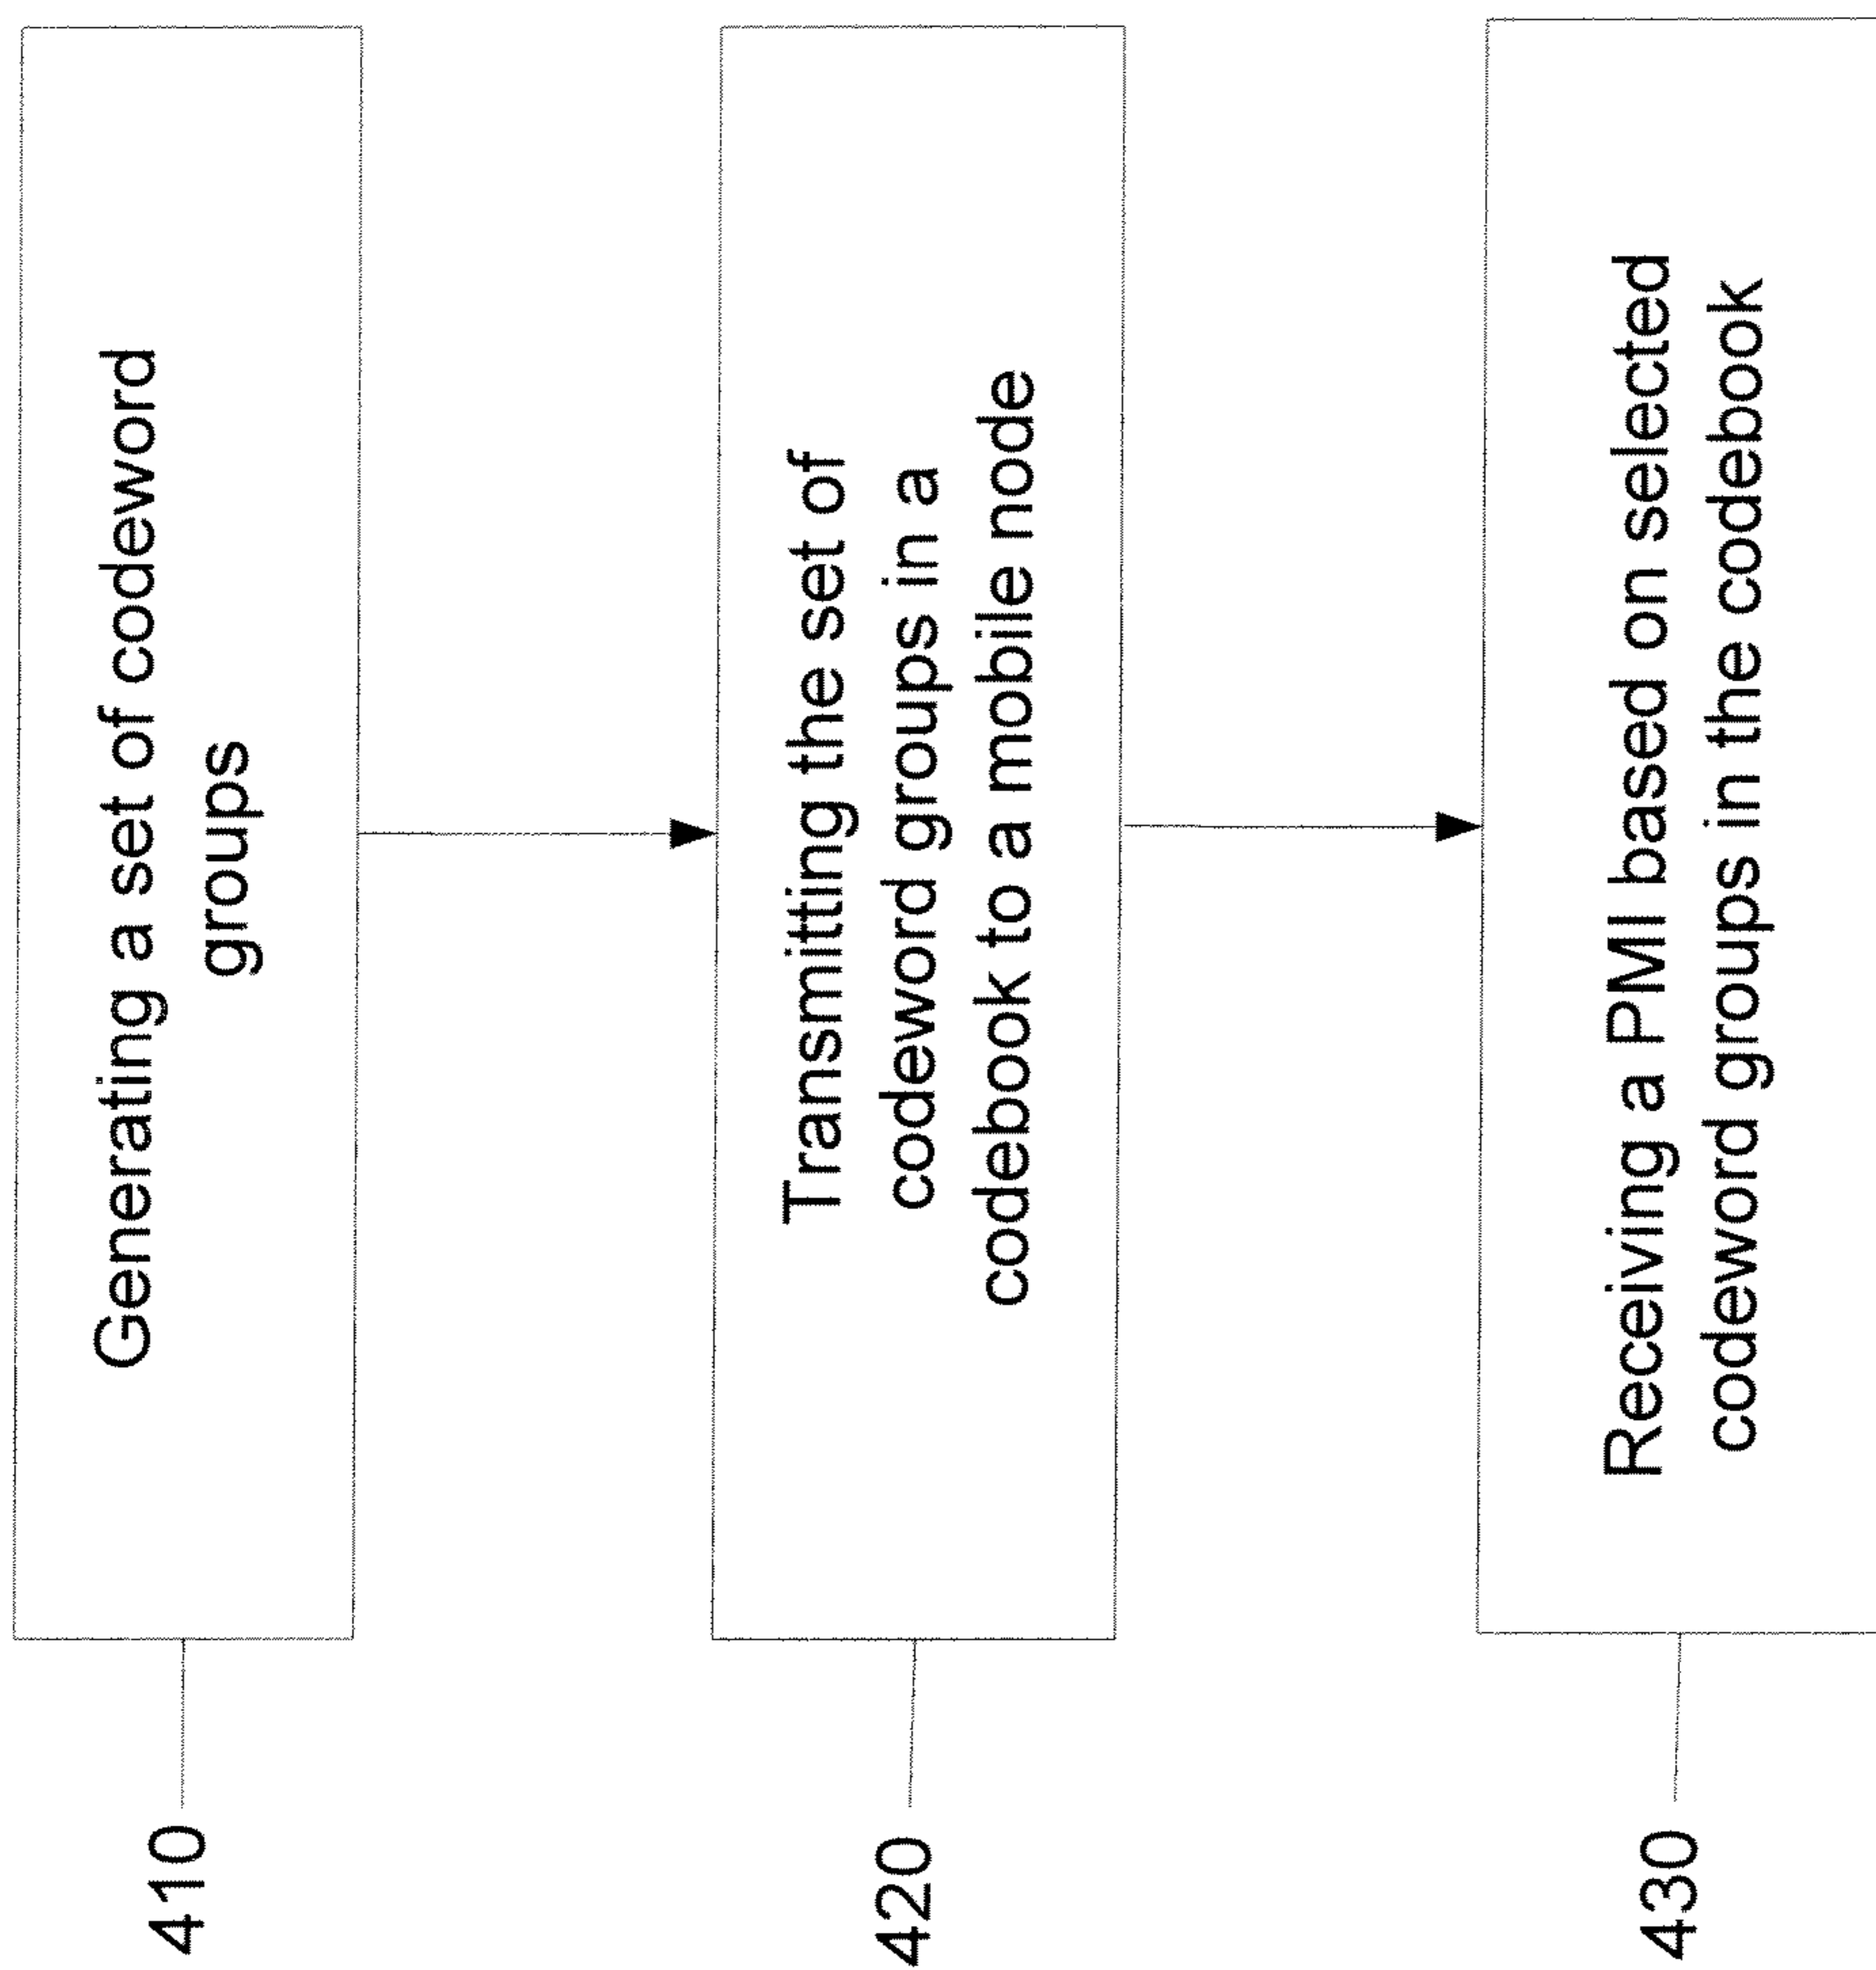 410
Generating a set of codeword
groups
420
Transmitting the set of
codeword groups in a
codebook to a mobile node
430
Receiving a PMI based on selected
codeword groups in the codebook